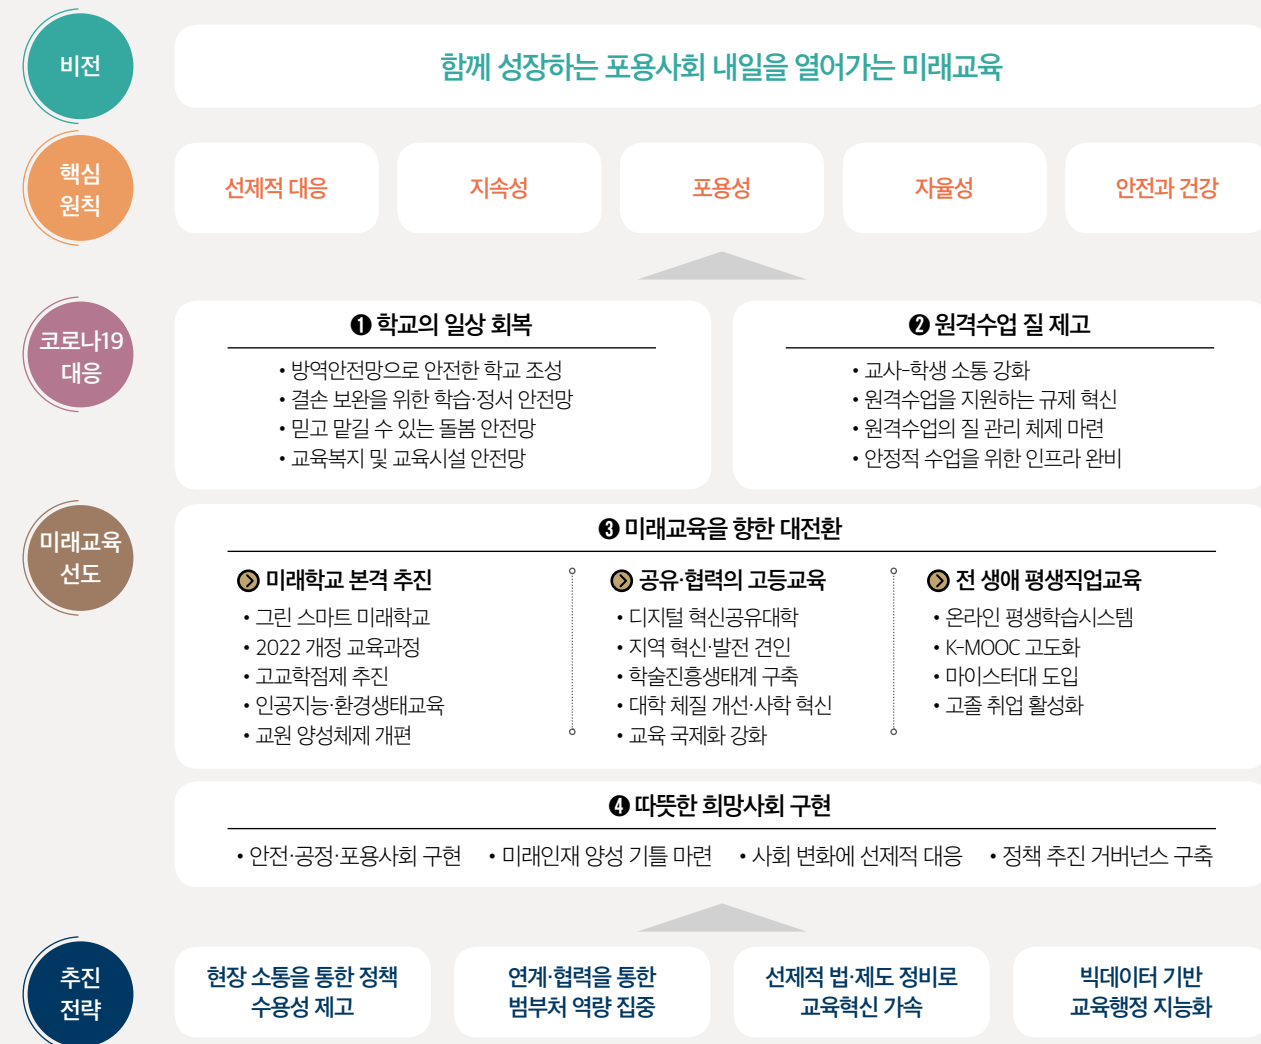 비전
함께 성장하는 포용사회 내일을 열어가는 미래교육
핵심
원칙
선제적 대응
지속성
포용성
자율성
안전과 건강
코로나19
대응
❶ 학교의 일상 회복
• 방역안전망으로 안전한 학교 조성
• 결손 보완을 위한 학습·정서 안전망
• 믿고 맡길 수 있는 돌봄 안전망
• 교육복지 및 교육시설 안전망
❷ 원격수업 질 제고
• 교사-학생 소통 강화
• 원격수업을 지원하는 규제 혁신
• 원격수업의 질 관리 체제 마련
• 안정적 수업을 위한 인프라 완비
미래교육
선도
❸ 미래교육을 향한 대전환
미래학교 본격 추진
• 그린 스마트 미래학교
• 2022 개정 교육과정
• 고교학점제 추진
• 인공지능·환경생태교육
• 교원 양성체제 개편
공유·협력의 고등교육
• 디지털 혁신공유대학
• 지역 혁신·발전 견인
• 학술진흥생태계 구축
• 대학 체질 개선·사학 혁신
• 교육 국제화 강화
전 생애 평생직업교육
• 온라인 평생학습시스템
• K-MOOC 고도화
• 마이스터대 도입
• 고졸 취업 활성화
❹ 따뜻한 희망사회 구현
• 안전·공정·포용사회 구현 • 미래인재 양성 기틀 마련 • 사회 변화에 선제적 대응 • 정책 추진 거버넌스 구축
추진
전략
현장 소통을 통한 정책
수용성 제고
연계·협력을 통한
범부처 역량 집중
선제적 법·제도 정비로
교육혁신 가속
빅데이터 기반
교육행정 지능화